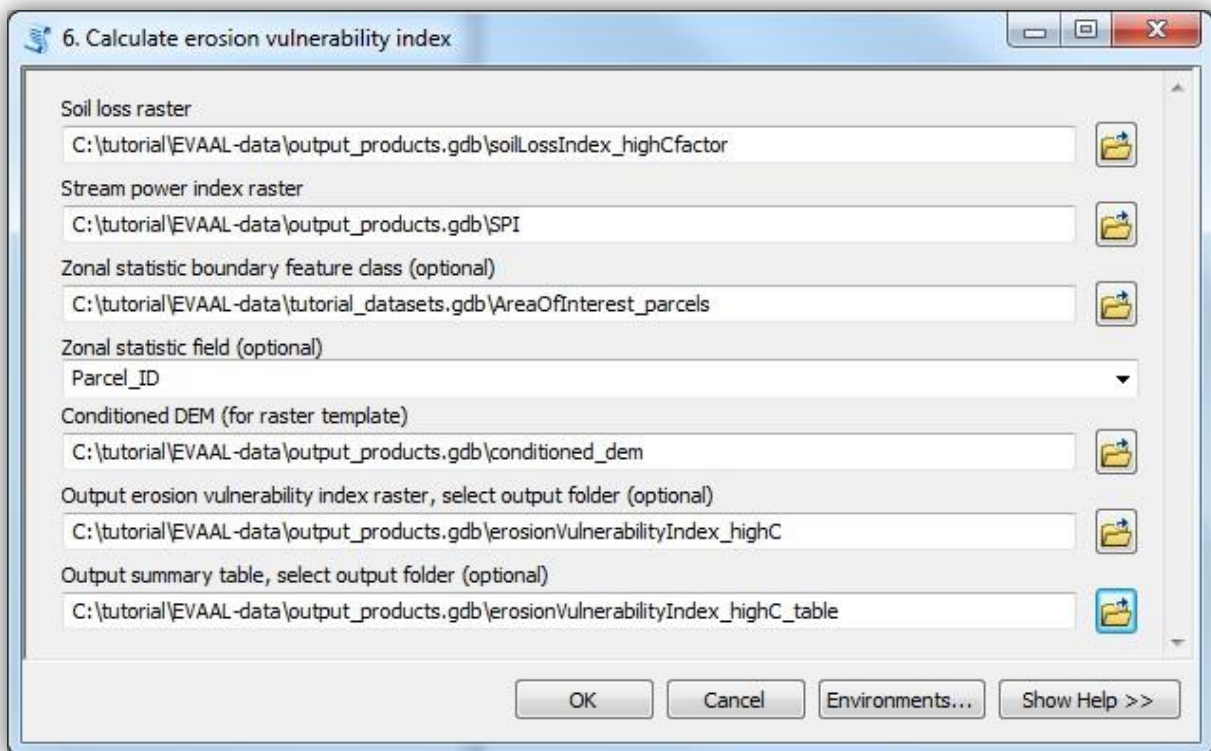 6. Calculate erosion vulnerability index
Soil loss raster
C:\tutorial\EVAAL-data\output_products.gdb\soilLossIndex_highCfactor
Stream power index raster
C:\tutorial\EVAAL-data\output_products.gdb\SPI
Zonal statistic boundary feature class (optional)
C:\tutorial\EVAAL-data\tutorial_datasets.gdb\AreaOfInterest_parcels
Zonal statistic field (optional)
Parcel_ID
Conditioned DEM (for raster template)
C:\tutorial\EVAAL-data\output_products.gdb\conditioned_dem
Output erosion vulnerability index raster, select output folder (optional)
C:\tutorial\EVAAL-data\output_products.gdb\erosionVulnerabilityIndex_highC
Output summary table, select output folder (optional)
C:\tutorial\EVAAL-data\output_products.gdb\erosionVulnerabilityIndex_highC_table
OK Cancel Environments... Show Help >>